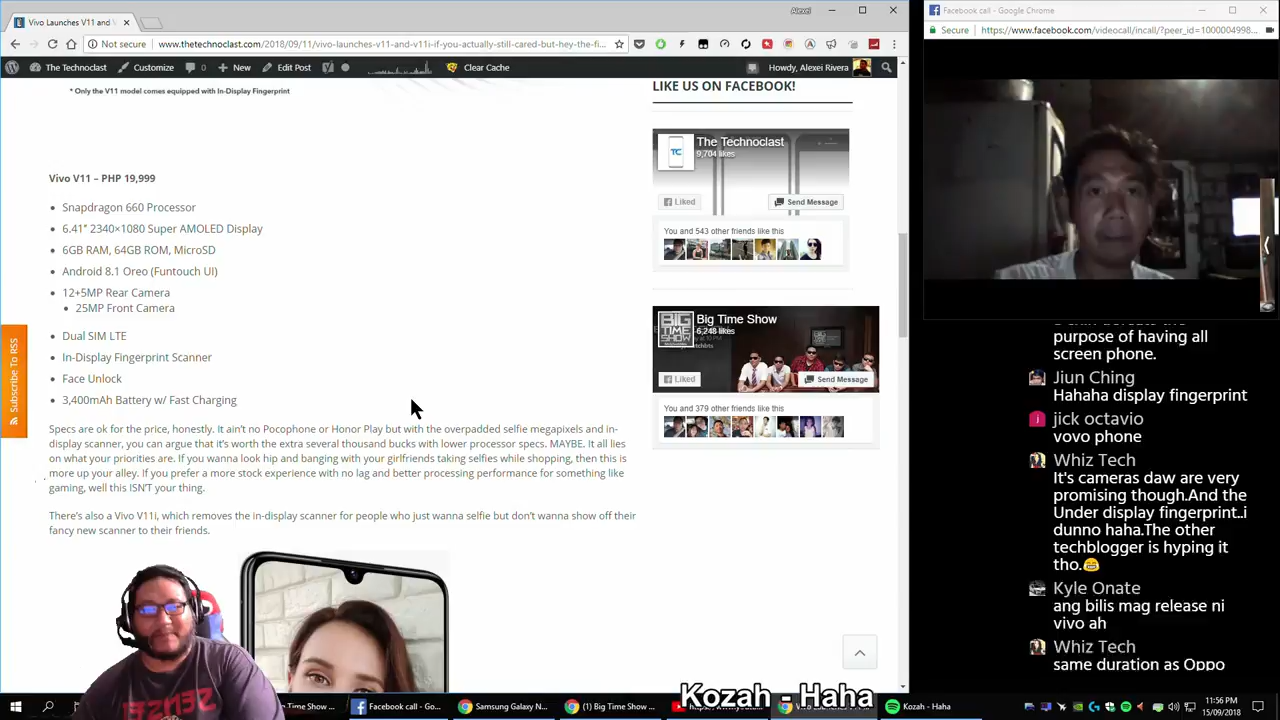 Vivo Launches V11 and V
Alexei
Not secure
www.thetechnoclast.com/2018/09/11/vivo-launches-v11-and-v11i-if-you-actually-still-cared-but-hey-the-fi...
The Technoclast
Customize
0
New
Edit Post
Clear Cache
Howdy, Alexei Rivera
* Only the V11 model comes equipped with In-Display Fingerprint
Vivo V11 – PHP 19,999
Snapdragon 660 Processor
6.41" 2340×1080 Super AMOLED Display
6GB RAM, 64GB ROM, MicroSD
Android 8.1 Oreo (Funtouch UI)
12+5MP Rear Camera
25MP Front Camera
Dual SIM LTE
In-Display Fingerprint Scanner
Face Unlock
3,400mAh Battery w/ Fast Charging
decent for the price, honestly. It ain't no Pocophone or Honor Play but with the overpadded selfie megapixels and in-
display scanner, you can argue that it's worth the extra several thousand bucks with lower processor specs. MAYBE. It all lies
on what your priorities are. If you wanna look hip and banging with your girlfriends taking selfies while shopping, then this is
more up your alley. If you prefer a more stock experience with no lag and better processing performance for something like
gaming, well this ISN'T your thing.
There's also a Vivo V11i, which removes the in-display scanner for people who just wanna selfie but don't wanna show off their
fancy new scanner to their friends.
Subscribe To RSS
LIKE US ON FACEBOOK!
TC
The Technoclast
9,704 likes
Liked
Send Message
You and 543 other friends like this
BIG
TIME
SHOW
Big Time Show
6,248 likes
Liked
Send Message
You and 379 other friends like this
Facebook call - Google Chrome
Secure
https://www.facebook.com/videocall/incall/?peer_id=1000004998...
purpose of having all
screen phone.
Jiun Ching
Hahaha display fingerprint
jick octavio
vovo phone
Whiz Tech
It's cameras daw are very
promising though.And the
Under display fingerprint..i
dunno haha.The other
techblogger is hyping it
tho.😁
Kyle Onate
ang bilis mag release ni
vivo ah
Whiz Tech
same duration as Oppo
Kozah - Haha
Time Show ...
Facebook call - Go...
Samsung Galaxy N...
(1) Big Time Show ...
Kozah - Haha
11:56 PM
15/09/2018